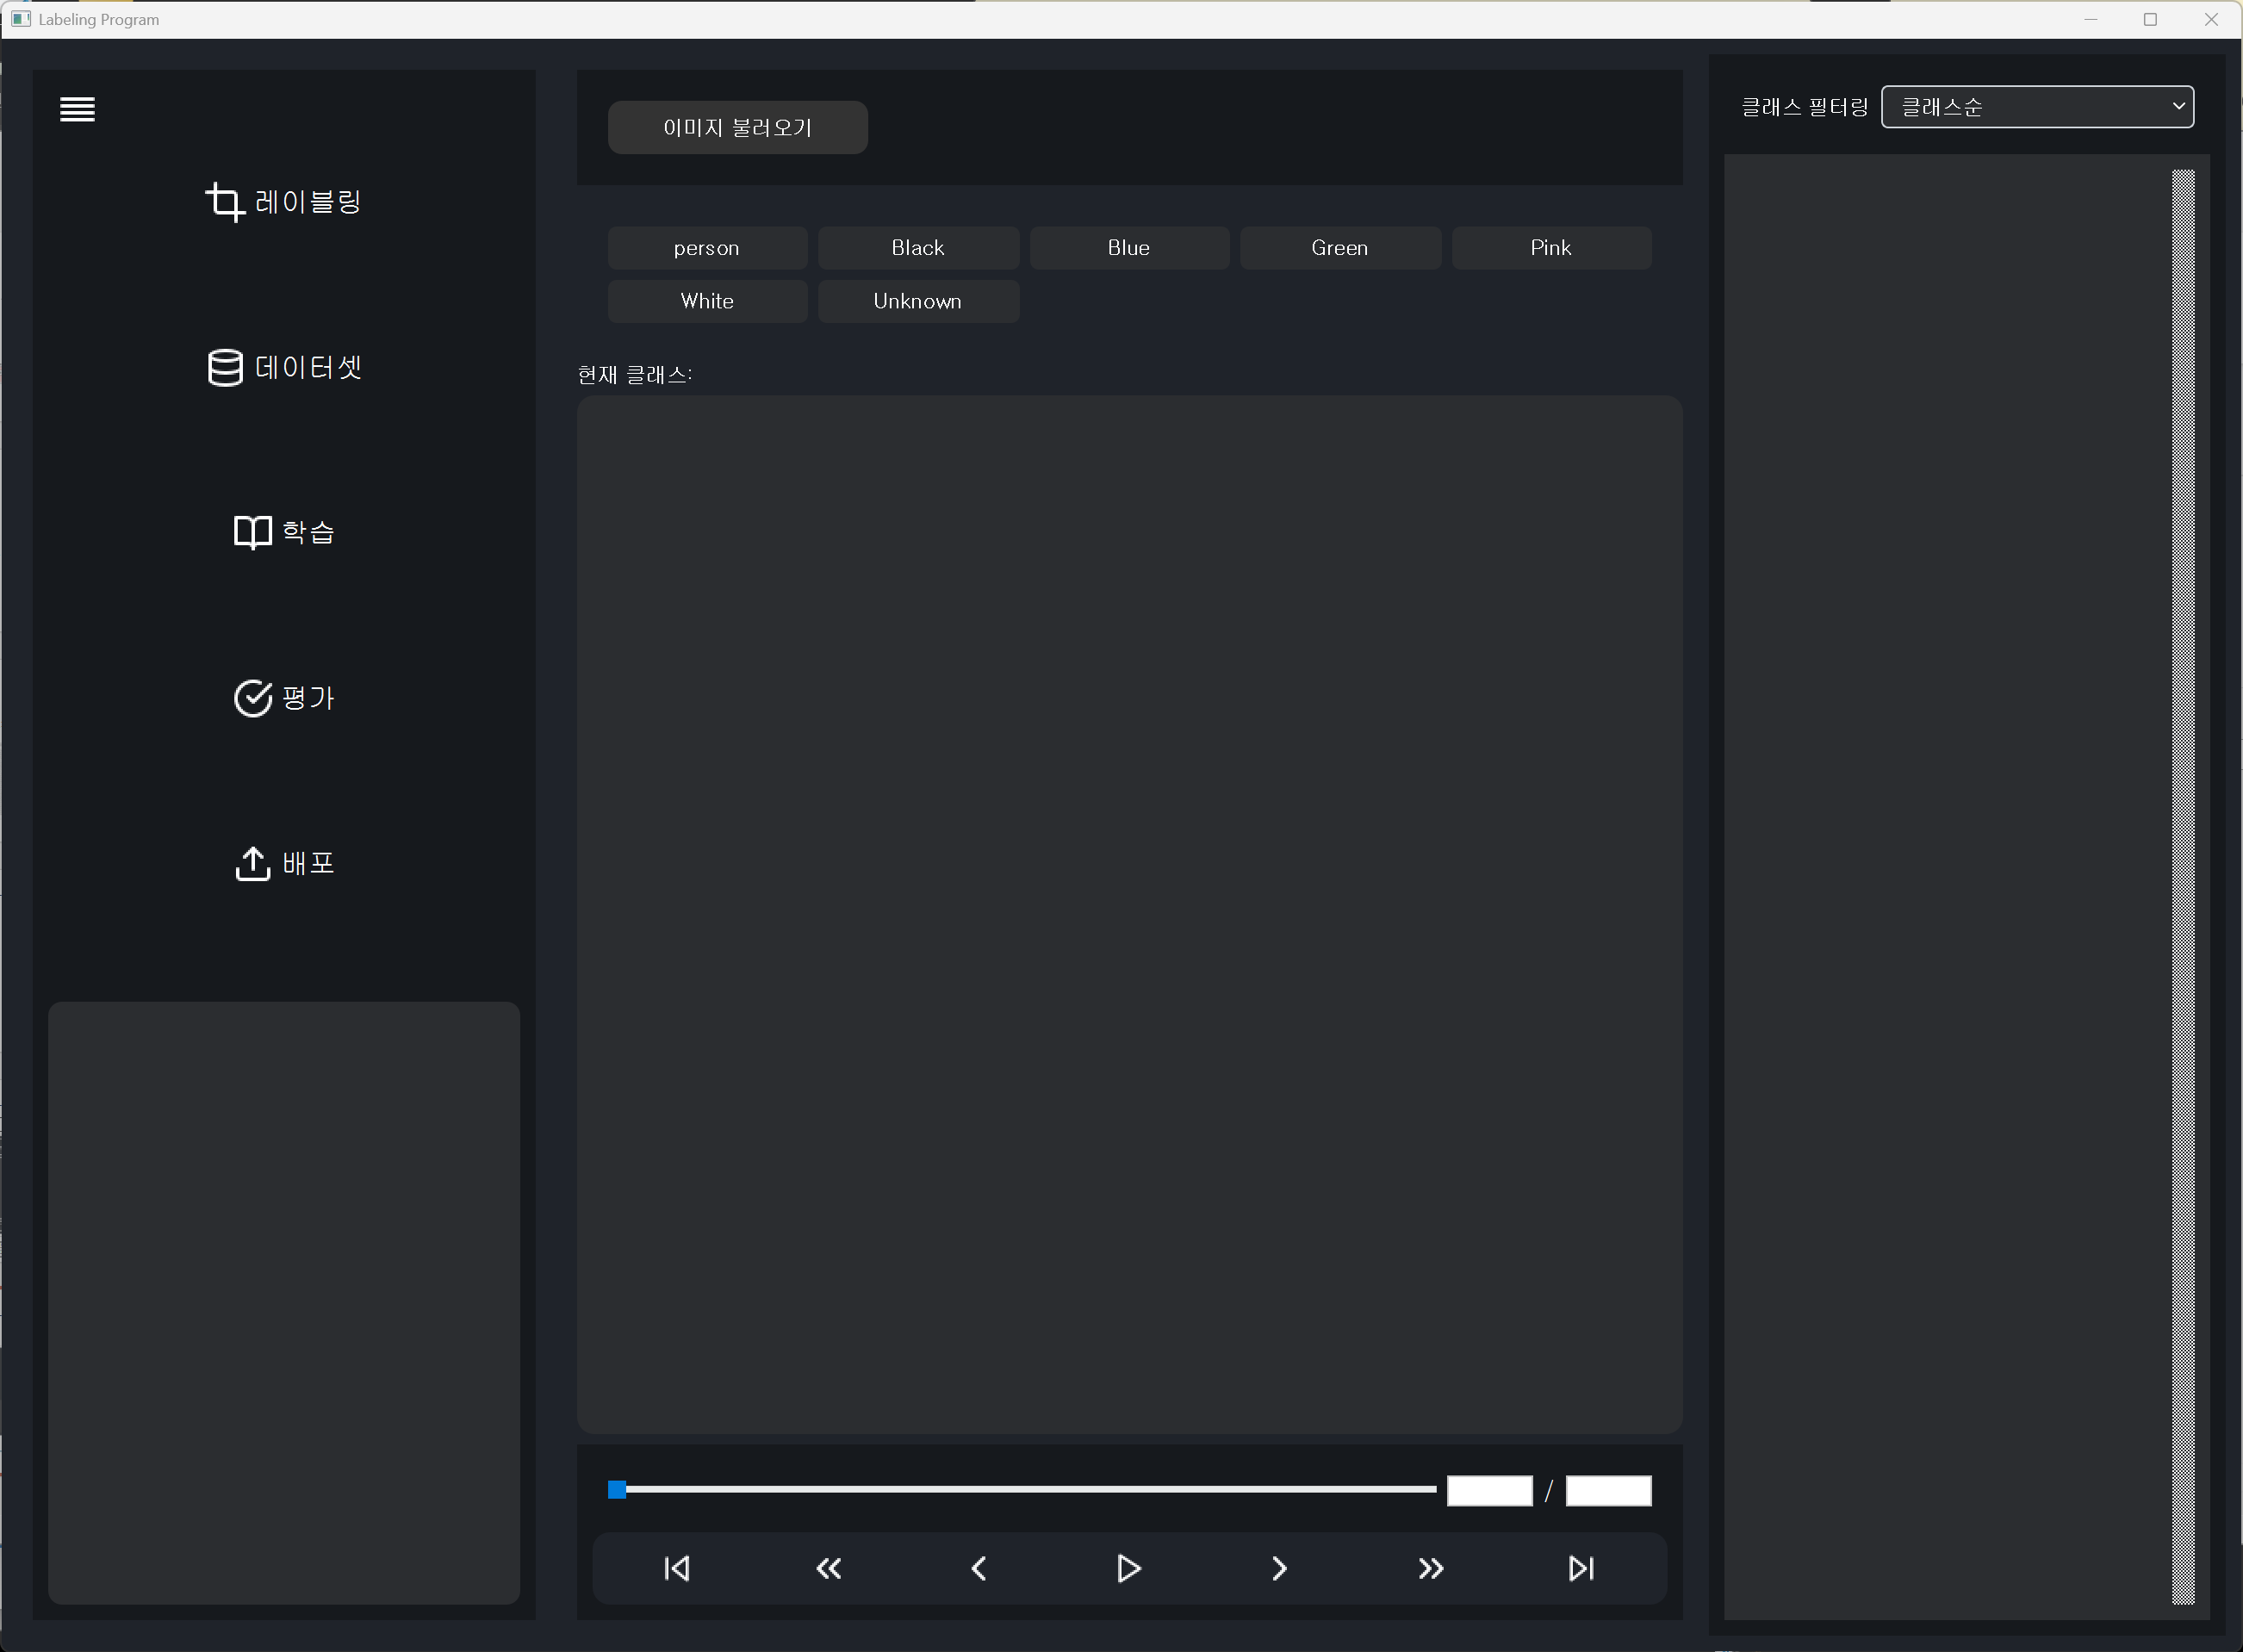 Labeling Program
레이블링
데이터셋
학습
평가
배포
이미지 불러오기
person Black Blue Green Pink
White Unknown
현재 클래스:
/
클래스 필터링 클래스순